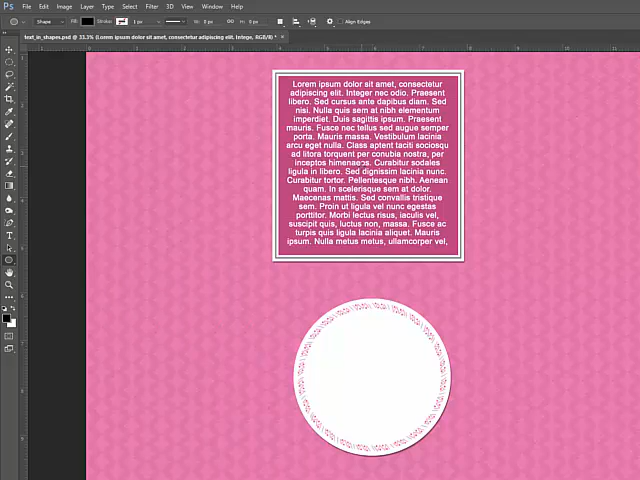 Ps File Edit Image Layer Type Select Filter 3D View Window Help
Shape Fill: Stroke: 1 px W: 0 px H: 0 px Align Edges
text_in_shapes.psd @ 33.3% (Lorem ipsum dolor sit amet, consectetur adipiscing elit. Intege, RGB/8) * ×
Lorem ipsum dolor sit amet, consectetur
adipiscing elit. Integer nec odio. Praesent
libero. Sed cursus ante dapibus diam. Sed
nisi. Nulla quis sem at nibh elementum
imperdiet. Duis sagittis ipsum. Praesent
mauris. Fusce nec tellus sed augue semper
porta. Mauris massa. Vestibulum lacinia
arcu eget nulla. Class aptent taciti sociosqu
ad litora torquent per conubia nostra, per
inceptos himenaeos. Curabitur sodales
ligula in libero. Sed dignissim lacinia nunc.
Curabitur tortor. Pellentesque nibh. Aenean
quam. In scelerisque sem at dolor.
Maecenas mattis. Sed convallis tristique
sem. Proin ut ligula vel nunc egestas
porttitor. Morbi lectus risus, iaculis vel,
suscipit quis, luctus non, massa. Fusce ac
turpis quis ligula lacinia aliquet. Mauris
ipsum. Nulla metus metus, ullamcorper vel,